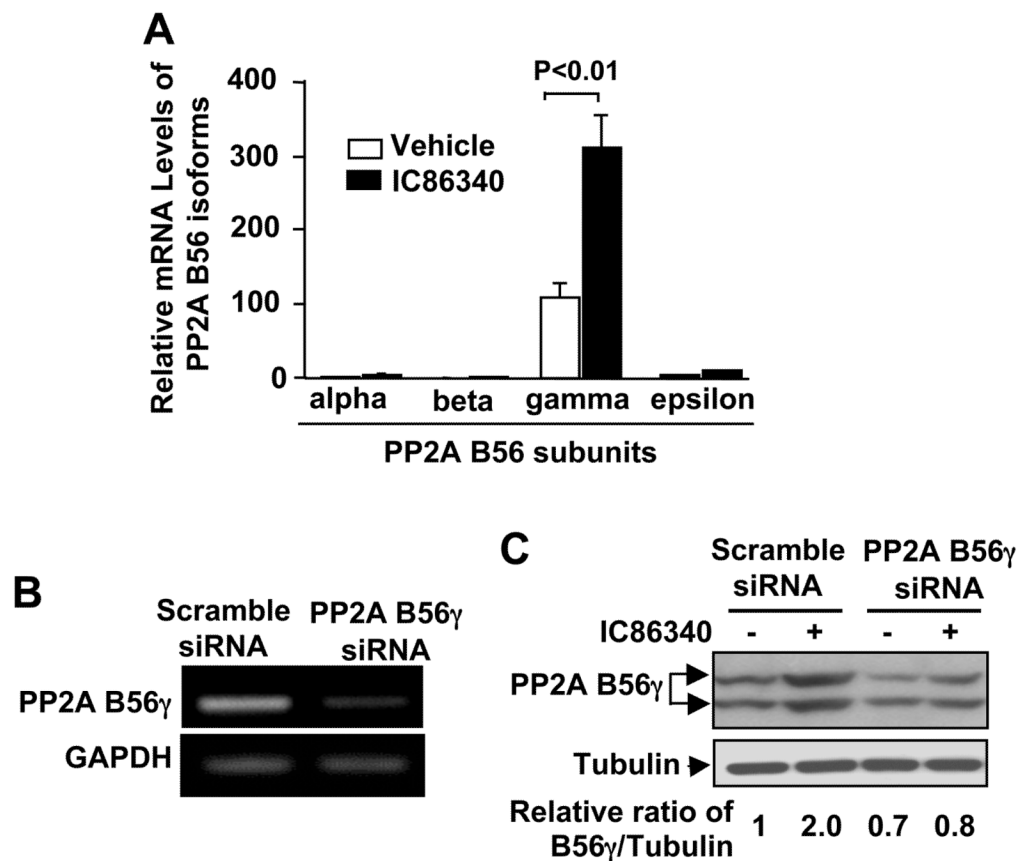 A
Relative mRNA Levels of
PP2A B56 isoforms
400
300
200
100
0
P<0.01
Vehicle
IC86340
alpha beta gamma epsilon
PP2A B56 subunits
B
Scramble siRNA
PP2A B56γ siRNA
PP2A B56γ
GAPDH
C
Scramble siRNA
PP2A B56γ siRNA
IC86340 - + - +
PP2A B56γ
Tubulin
Relative ratio of
B56γ/Tubulin 1 2.0 0.7 0.8